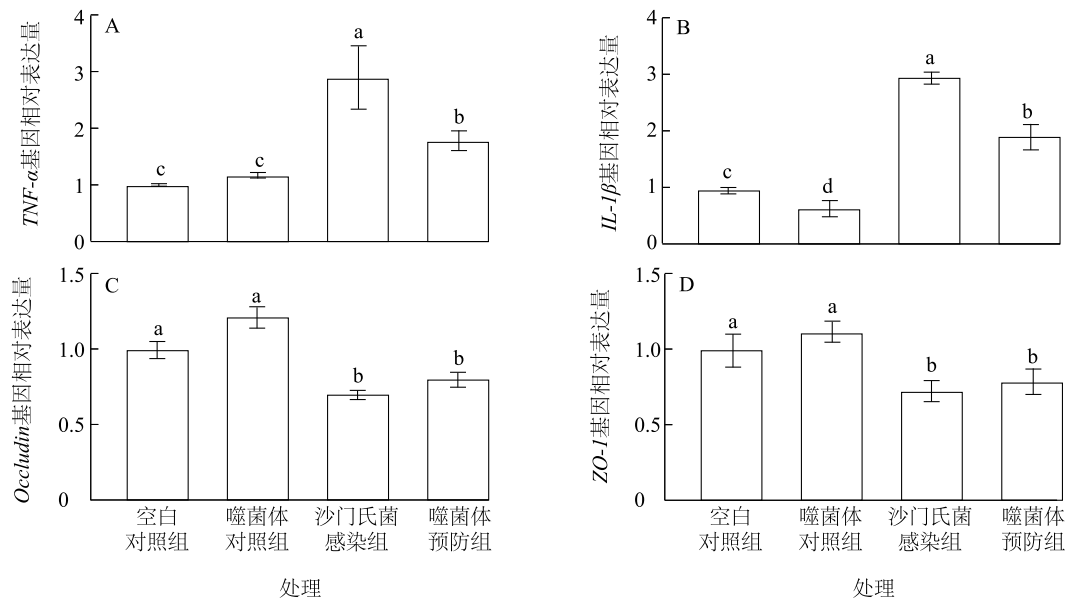 TNF-α基因相对表达量
4
3
2
1
0
A
c
c
a
b
IL-1β基因相对表达量
4
3
2
1
0
B
c
d
a
b
Occludin基因相对表达量
1.5
1.0
0.5
0
C
a
a
b
b
空白
对照组
噬菌体
对照组
沙门氏菌
感染组
噬菌体
预防组
处理
ZO-1基因相对表达量
1.5
1.0
0.5
0
D
a
a
b
b
空白
对照组
噬菌体
对照组
沙门氏菌
感染组
噬菌体
预防组
处理